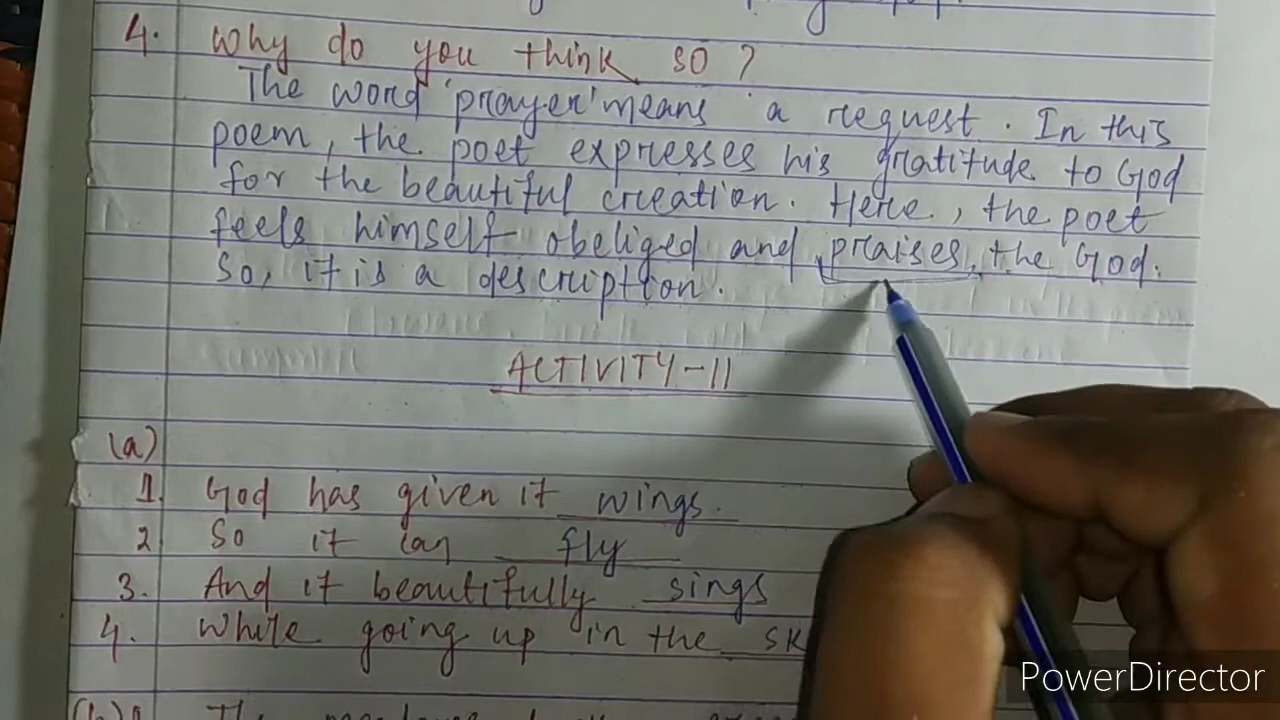 4. Why do you think so?
The word 'prayer' means a request. In this
poem, the poet expresses his gratitude to God
for the beautiful creation. Here, the poet
feels himself obeliged and praises the God.
So, it is a description.
ACTIVITY-II
(a)
1. God has given it wings.
2 So it can fly
3. And it beautifully sings
4. While going up in the
PowerDirector